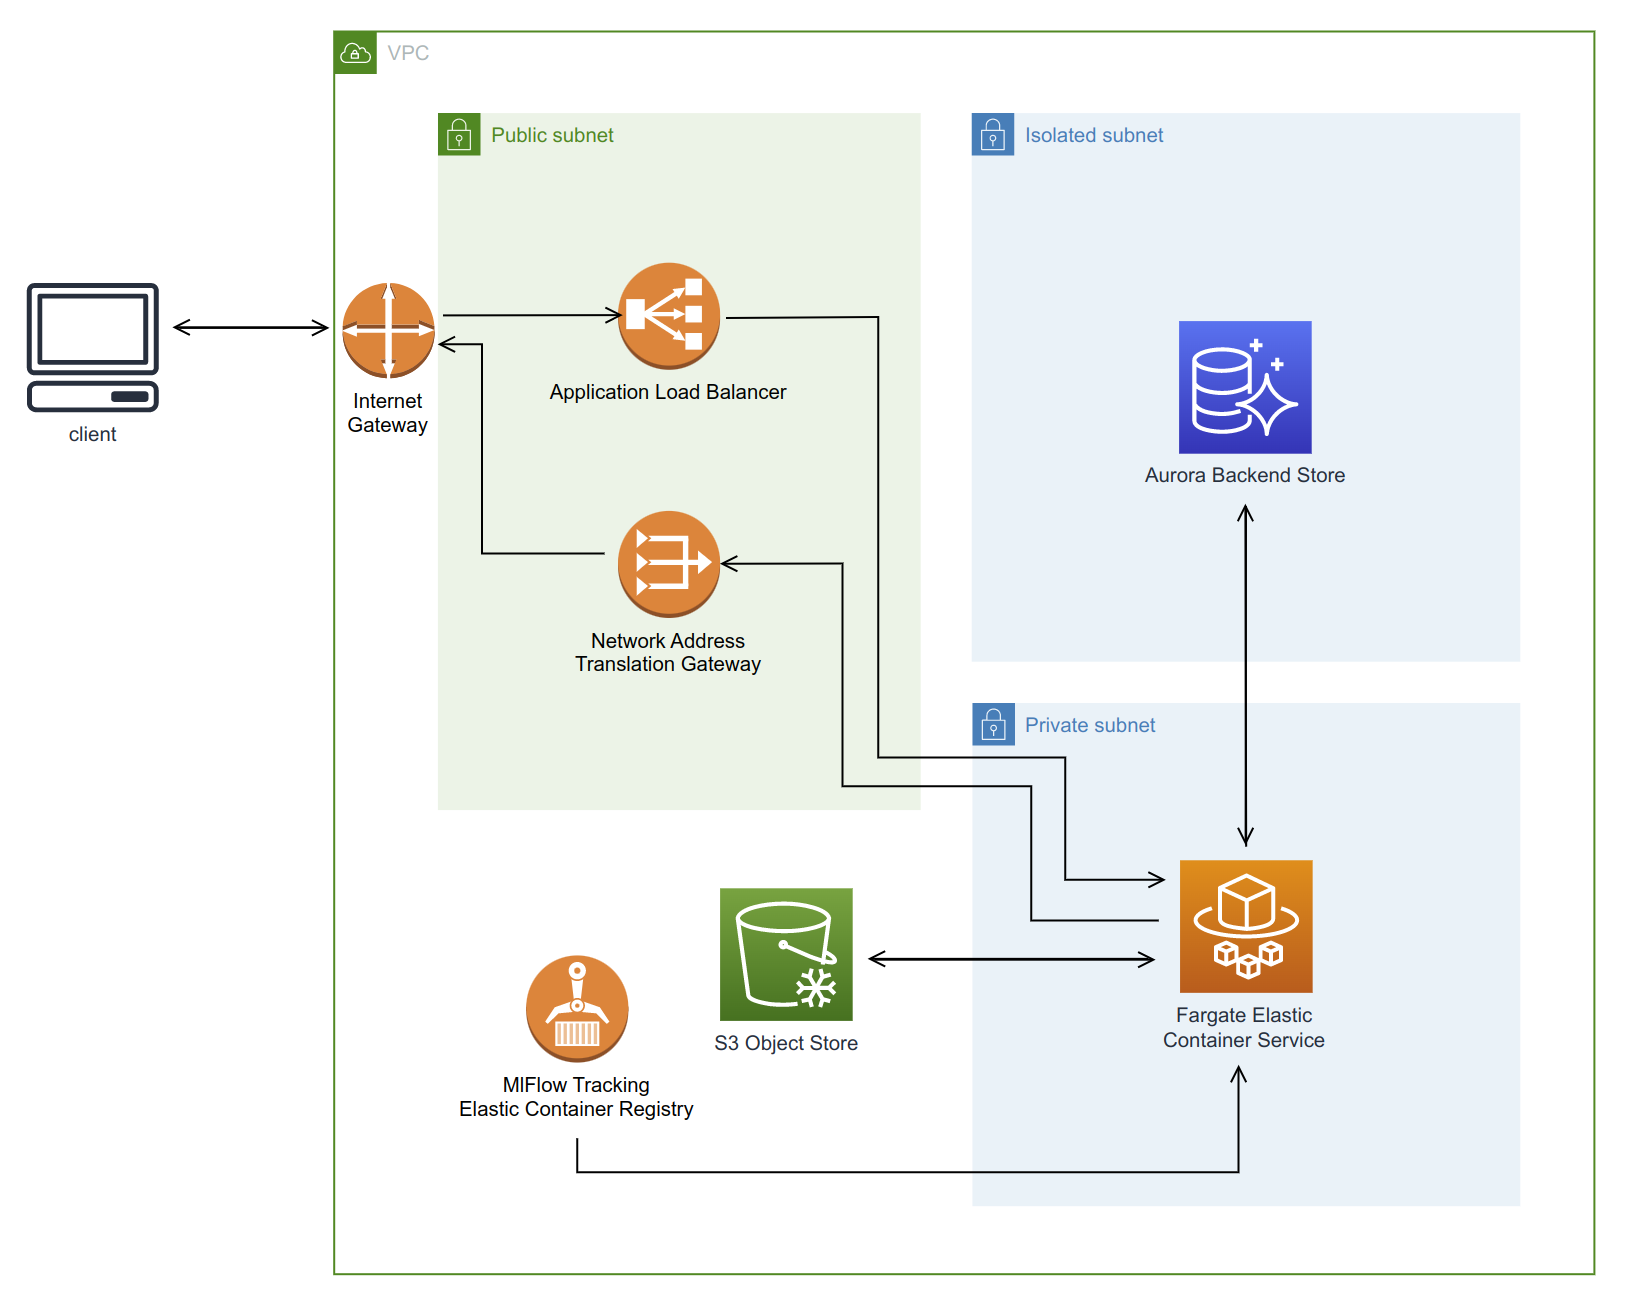 VPC
Public subnet
Isolated subnet
client
Internet
Gateway
Application Load Balancer
Aurora Backend Store
Network Address
Translation Gateway
Private subnet
S3 Object Store
Fargate Elastic
Container Service
MlFlow Tracking
Elastic Container Registry